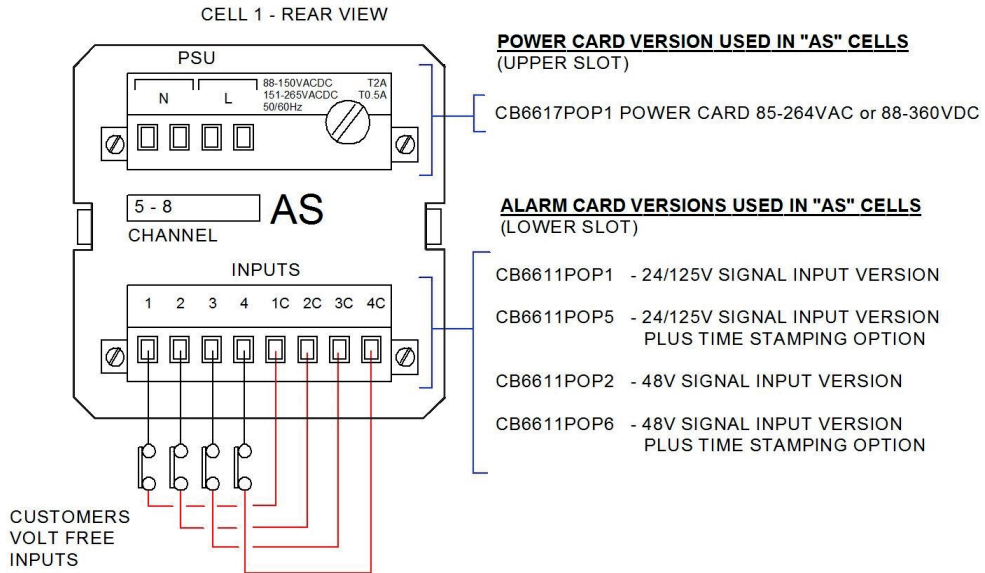 CELL 1 - REAR VIEW
PSU
N L
88-150VACDC T2A
151-265VACDC T0.5A
50/60Hz
5 - 8
AS
CHANNEL
INPUTS
1 2 3 4 1C 2C 3C 4C
CUSTOMERS
VOLT FREE
INPUTS
POWER CARD VERSION USED IN "AS" CELLS
(UPPER SLOT)
CB6617POP1 POWER CARD 85-264VAC or 88-360VDC
ALARM CARD VERSIONS USED IN "AS" CELLS
(LOWER SLOT)
CB6611POP1 - 24/125V SIGNAL INPUT VERSION
CB6611POP5 - 24/125V SIGNAL INPUT VERSION
PLUS TIME STAMPING OPTION
CB6611POP2 - 48V SIGNAL INPUT VERSION
CB6611POP6 - 48V SIGNAL INPUT VERSION
PLUS TIME STAMPING OPTION